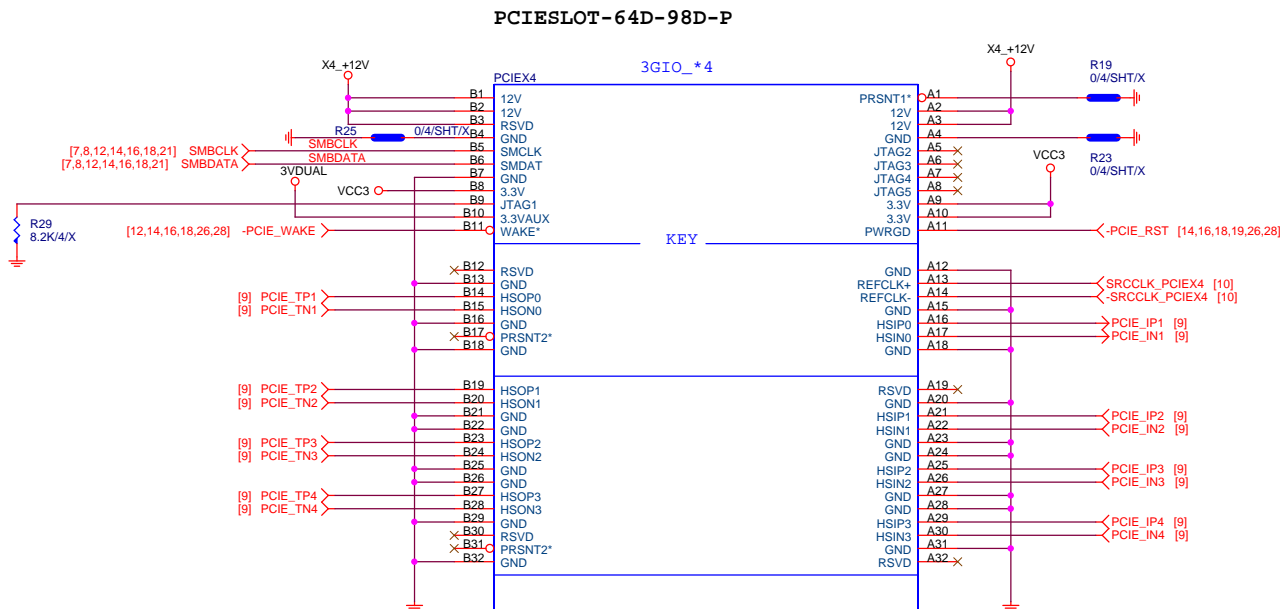 PCIESLOT-64D-98D-P
X4_+12V
3GIO_*4
X4_+12V
R19
0/4/SHT/X
PCIEX4
B1 12V PRSNT1* A1
B2 12V 12V A2
B3 RSVD 12V A3
R25 0/4/SHT/X B4 GND GND A4
[7,8,12,14,16,18,21] SMBCLK SMBCLK B5 SMCLK JTAG2 A5
[7,8,12,14,16,18,21] SMBDATA SMBDATA B6 SMDAT JTAG3 A6
3VDUAL B7 GND JTAG4 A7
VCC3 B8 3.3V JTAG5 A8
VCC3
R23
0/4/SHT/X
B9 JTAG1 3.3V A9
B10 3.3VAUX 3.3V A10
R29
8.2K/4/X
[12,14,16,18,26,28] -PCIE_WAKE B11 WAKE* PWRGD A11 -PCIE_RST [14,16,18,19,26,28]
KEY
B12 RSVD GND A12
B13 GND REFCLK+ A13 SRCCLK_PCIEX4 [10]
[9] PCIE_TP1 B14 HSOP0 REFCLK- A14 -SRCCLK_PCIEX4 [10]
[9] PCIE_TN1 B15 HSON0 GND A15
B16 GND HSIP0 A16 PCIE_IP1 [9]
B17 PRSNT2* HSIN0 A17 PCIE_IN1 [9]
B18 GND GND A18
[9] PCIE_TP2 B19 HSOP1 RSVD A19
[9] PCIE_TN2 B20 HSON1 GND A20
B21 GND HSIP1 A21 PCIE_IP2 [9]
B22 GND HSIN1 A22 PCIE_IN2 [9]
[9] PCIE_TP3 B23 HSOP2 GND A23
[9] PCIE_TN3 B24 HSON2 GND A24
B25 GND HSIP2 A25 PCIE_IP3 [9]
B26 GND HSIN2 A26 PCIE_IN3 [9]
[9] PCIE_TP4 B27 HSOP3 GND A27
[9] PCIE_TN4 B28 HSON3 GND A28
B29 GND HSIP3 A29 PCIE_IP4 [9]
B30 RSVD HSIN3 A30 PCIE_IN4 [9]
B31 PRSNT2* GND A31
B32 GND RSVD A32